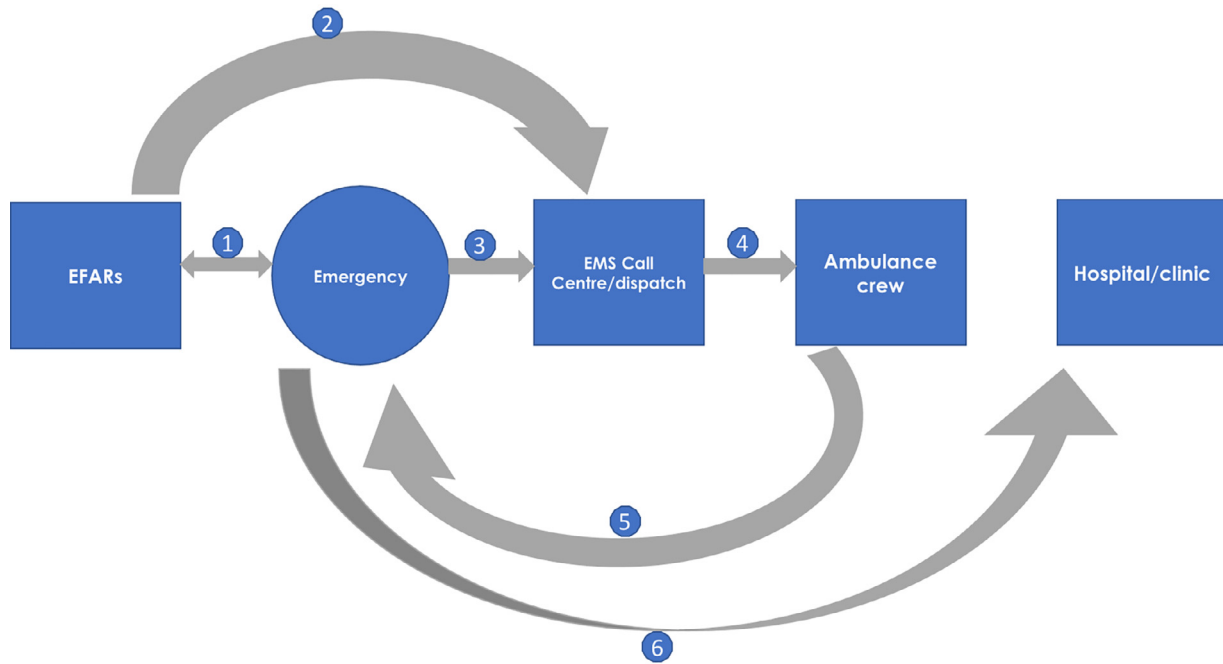 2
EFARs
1
Emergency
3
EMS Call
Centre/dispatch
4
Ambulance
crew
Hospital/clinic
5
6